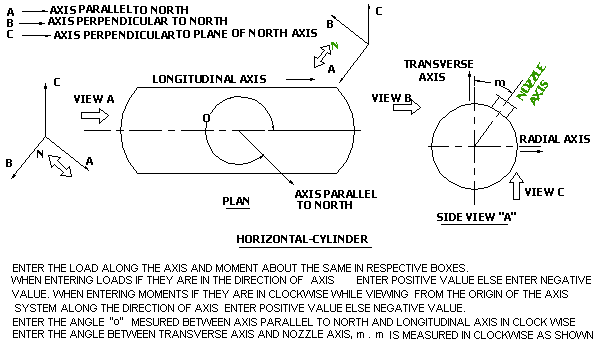 A AXIS PARALLEL TO NORTH
B AXIS PERPENDICULAR TO NORTH
C AXIS PERPENDICULAR TO PLANE OF NORTH AXIS
C
B
N
A
C
B
N
A
VIEW A
LONGITUDINAL AXIS
O
AXIS PARALLEL
TO NORTH
PLAN
VIEW B
TRANSVERSE
AXIS
m
NOZZLE
AXIS
RADIAL AXIS
VIEW C
SIDE VIEW "A"
HORIZONTAL-CYLINDER
ENTER THE LOAD ALONG THE AXIS AND MOMENT ABOUT THE SAME IN RESPECTIVE BOXES.
WHEN ENTERING LOADS IF THEY ARE IN THE DIRECTION OF AXIS ENTER POSITIVE VALUE ELSE ENTER NEGATIVE
VALUE. WHEN ENTERING MOMENTS IF THEY ARE IN CLOCKWISE WHILE VIEWING FROM THE ORIGIN OF THE AXIS
SYSTEM ALONG THE DIRECTION OF AXIS ENTER POSITIVE VALUE ELSE NEGATIVE VALUE.
ENTER THE ANGLE "o" MESURED BETWEEN AXIS PARALLEL TO NORTH AND LONGITUDINAL AXIS IN CLOCK WISE
ENTER THE ANGLE BETWEEN TRANSVERSE AXIS AND NOZZLE AXIS, m . m IS MEASURED IN CLOCKWISE AS SHOWN